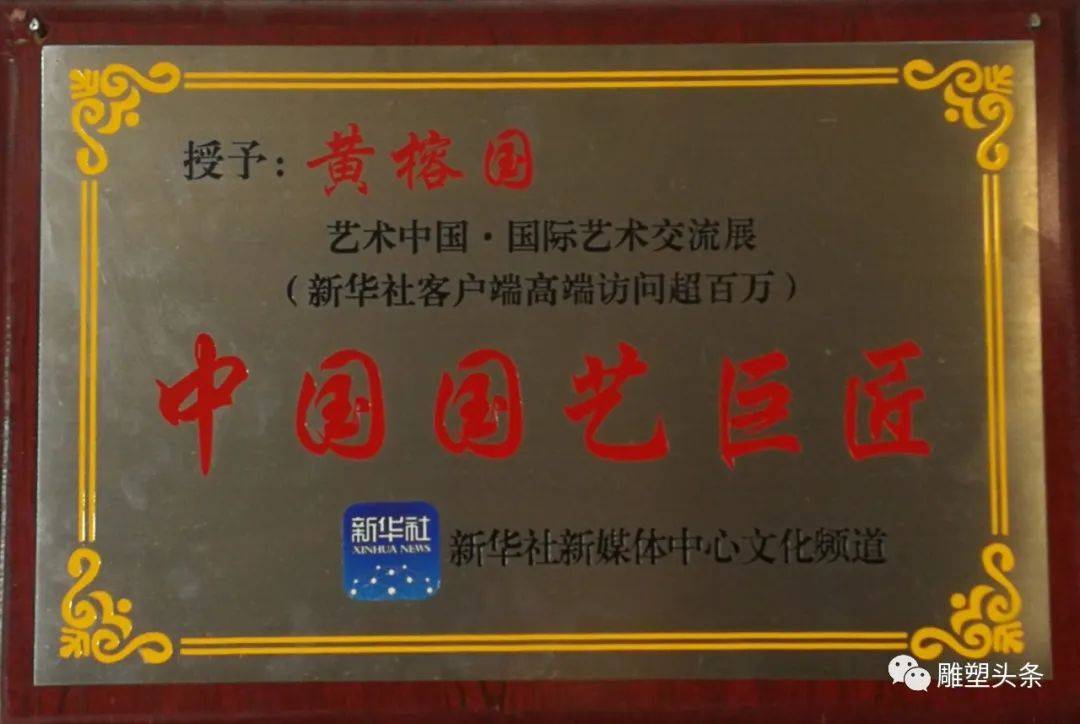 授予：黄榕国
艺术中国·国际艺术交流展
（新华社客户端高端访问超百万）
中国国艺巨匠
新华社
XINHUA NEWS
新华社新媒体中心文化频道
雕塑头条